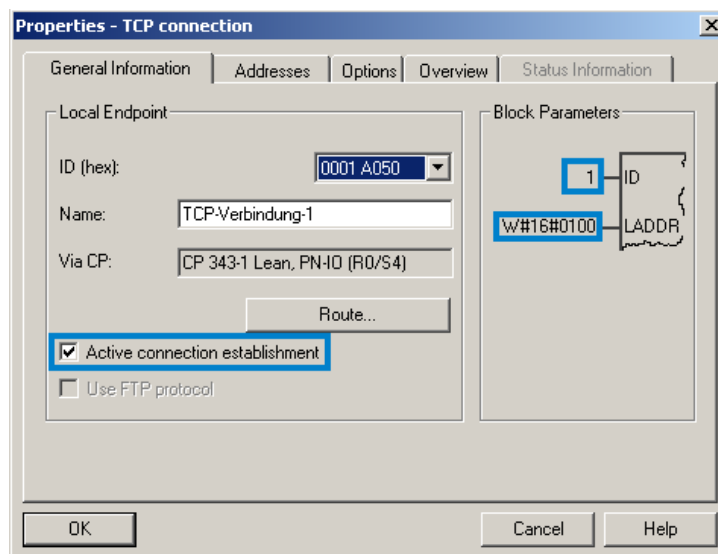 Properties - TCP connection
General Information Addresses Options Overview Status Information
Local Endpoint
ID (hex): 0001 A050
Name: TCP-Verbindung-1
Via CP: CP 343-1 Lean, PN-IO (R0/S4)
Route...
Active connection establishment
Use FTP protocol
Block Parameters
1 ID
W#16#0100 LADDR
OK Cancel Help